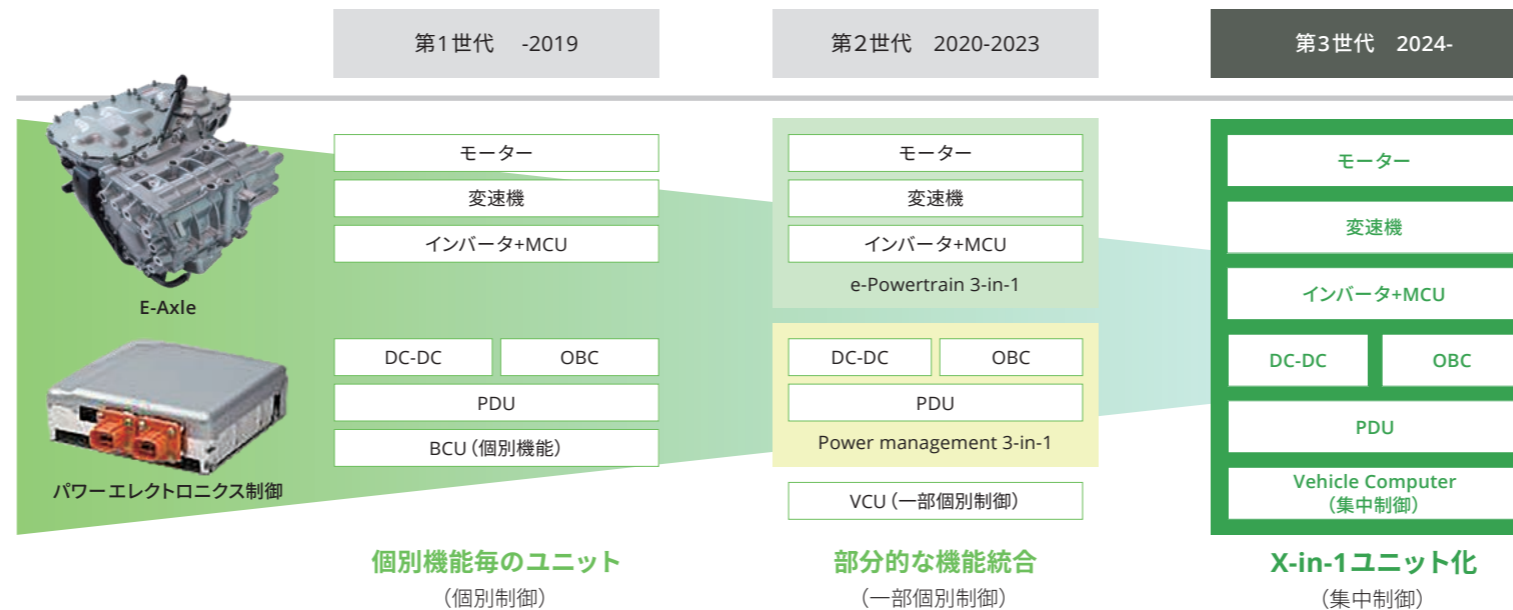 第1世代 -2019
第2世代 2020-2023
第3世代 2024-
E-Axle
パワーエレクトロニクス制御
モーター
変速機
インバータ+MCU
DC-DC
OBC
PDU
BCU（個別機能）
個別機能毎のユニット
（個別制御）
モーター
変速機
インバータ+MCU
e-Powertrain 3-in-1
DC-DC
OBC
PDU
Power management 3-in-1
VCU（一部個別制御）
部分的な機能統合
（一部個別制御）
モーター
変速機
インバータ+MCU
DC-DC
OBC
PDU
Vehicle Computer
（集中制御）
X-in-1ユニット化
（集中制御）